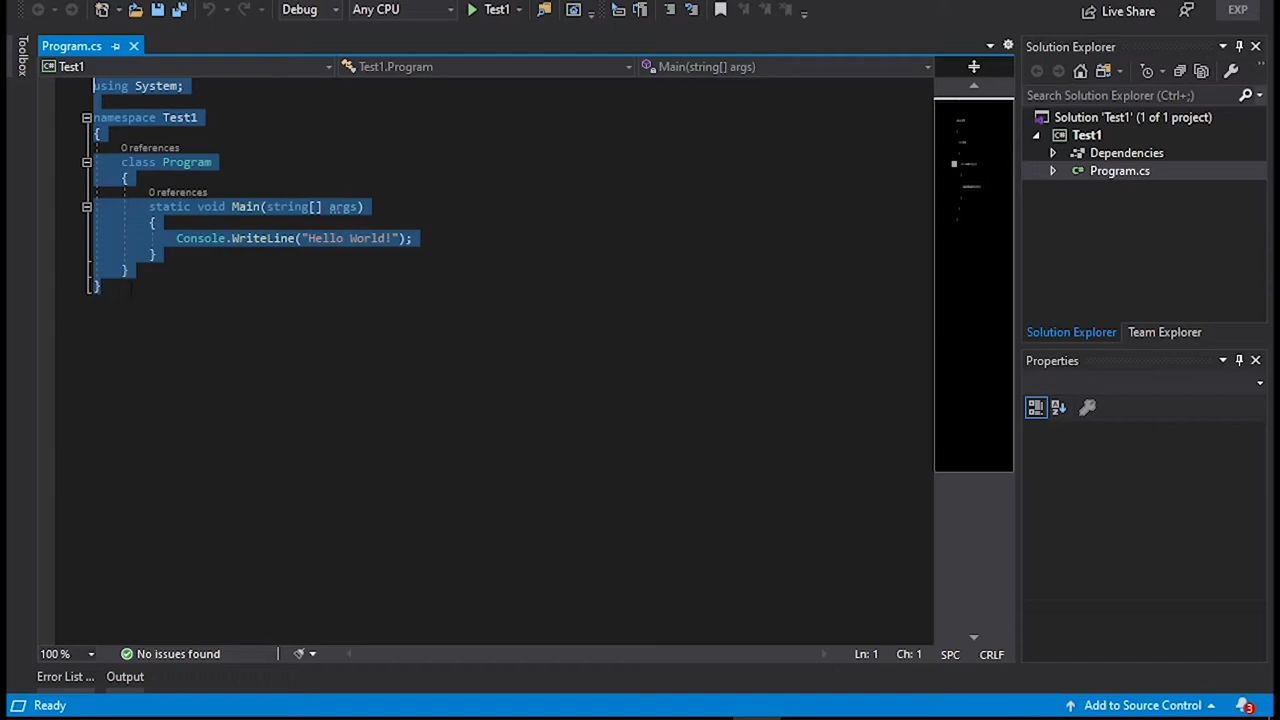 Debug Any CPU Test1 Live Share EXP
Toolbox
Program.cs
Test1 Test1.Program Main(string[] args)
using System;
namespace Test1
{
0 references
class Program
{
0 references
static void Main(string[] args)
{
Console.WriteLine("Hello World!");
}
}
}
100 % No issues found Ln: 1 Ch: 1 SPC CRLF
Error List ... Output
Solution Explorer
Search Solution Explorer (Ctrl+;)
Solution 'Test1' (1 of 1 project)
Test1
Dependencies
Program.cs
Solution Explorer Team Explorer
Properties
Ready Add to Source Control 3